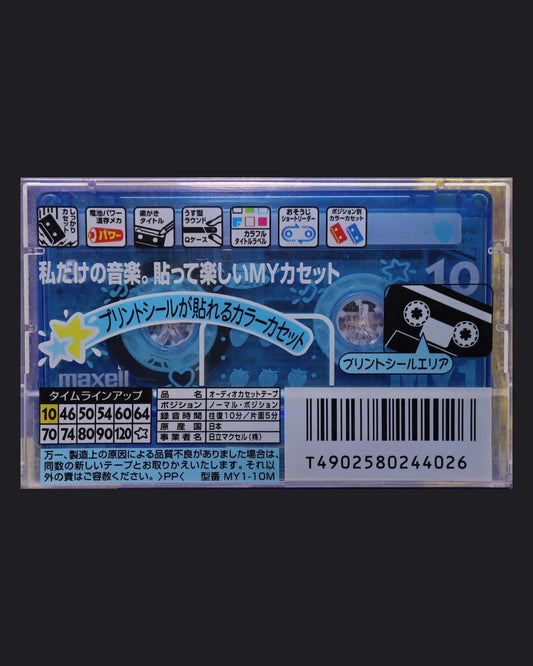 しっかり
カセット
電池パワー
温存メカ
パワー
楽がき
タイトル
うす型
ラウンド
Qケース
カラフル
タイトルラベル
おそうじ
ショートリーダー
ポジション別
カラーカセット
私だけの音楽。貼って楽しいMYカセット
10
プリントシールが貼れるカラーカセット
プリントシールエリア
maxell
タイムラインアップ
10 46 50 54 60 64
70 74 80 90 120 ☆
品名 オーディオカセットテープ
ポジション ノーマル・ポジション
録音時間 往復10分/片面5分
原産国 日本
事業者名 日立マクセル(株)
万一、製造上の原因による品質不良がありました場合は、
同数の新しいテープとお取りかえいたします。それ以
外の責はご容赦ください。 〉PP〈 型番 MY1-10M
T4902580244026